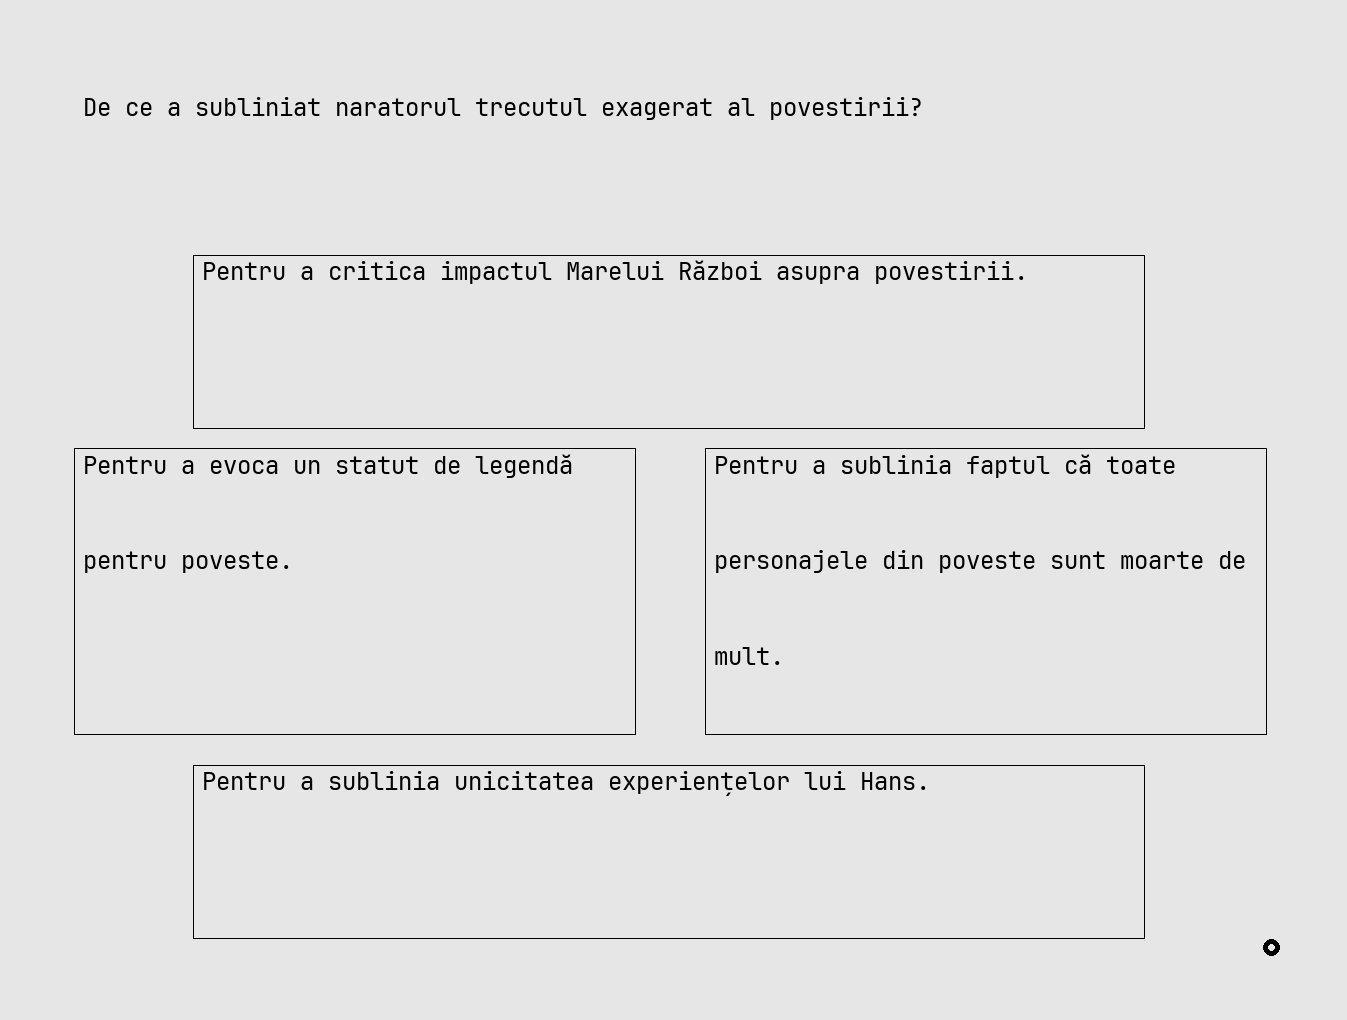 De ce a subliniat naratorul trecutul exagerat al povestirii?
Pentru a critica impactul Marelui Război asupra povestirii.
Pentru a evoca un statut de legendă
pentru poveste.
Pentru a sublinia faptul că toate
personajele din poveste sunt moarte de
mult.
Pentru a sublinia unicitatea experiențelor lui Hans.